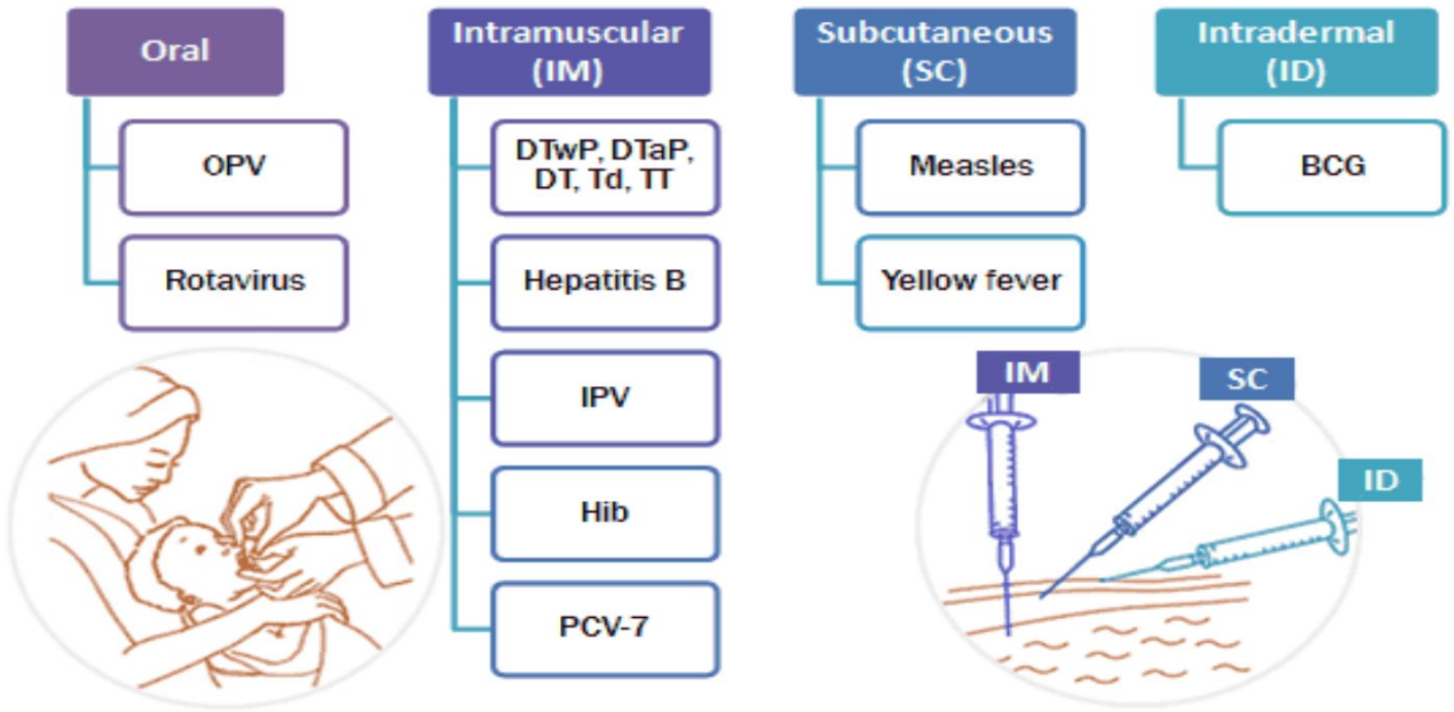 Oral
OPV
Rotavirus
Intramuscular
(IM)
DTwP, DTaP,
DT, Td, TT
Hepatitis B
IPV
Hib
PCV-7
Subcutaneous
(SC)
Measles
Yellow fever
Intradermal
(ID)
BCG
IM
SC
ID